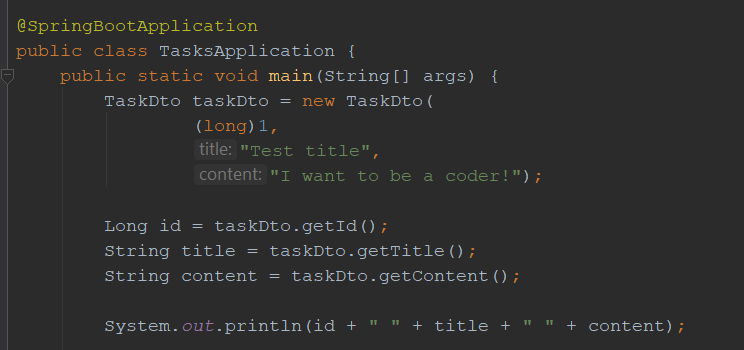 @SpringBootApplication
public class TasksApplication {
    public static void main(String[] args) {
        TaskDto taskDto = new TaskDto(
                (long)1,
                title: "Test title",
                content: "I want to be a coder!");

        Long id = taskDto.getId();
        String title = taskDto.getTitle();
        String content = taskDto.getContent();

        System.out.println(id + " " + title + " " + content);